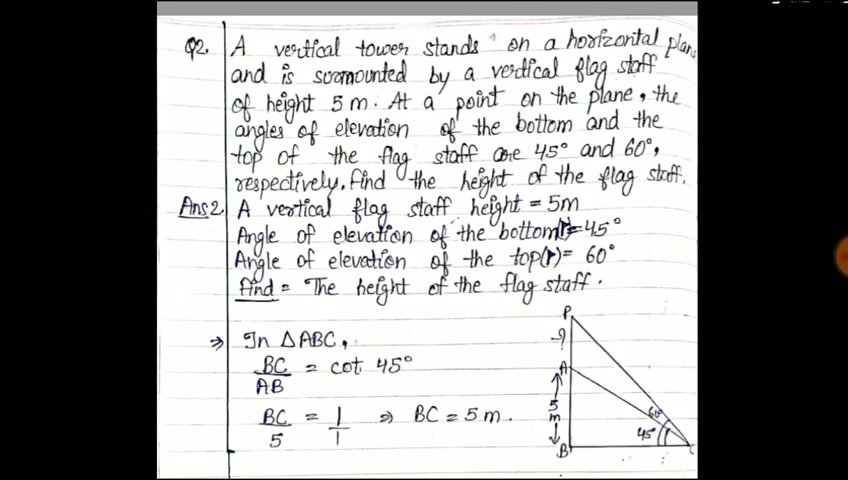 Q2. A vertical tower stands on a horizontal plane
and is surmounted by a vertical flag staff
of height 5 m. At a point on the plane, the
angles of elevation of the bottom and the
top of the flag staff are 45° and 60°,
respectively. Find the height of the flag staff.
Ans2. A vertical flag staff height = 5m
Angle of elevation of the bottom = 45°
Angle of elevation of the top(P) = 60°
Find = The height of the flag staff.
⇒ In ΔABC,
BC/AB = cot 45°
BC/5 = 1/1 ⇒ BC = 5 m.
P
?
A
5 m
60°
45°
B
C